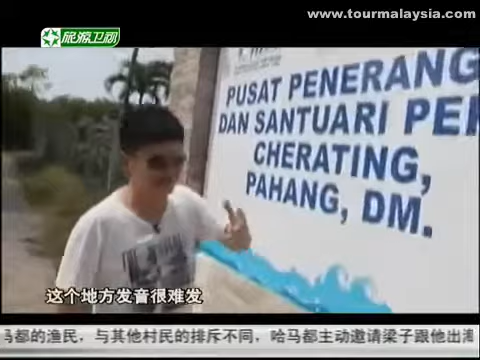 www.tourmalaysia.com
旅游卫视
PUSAT PENERANG
DAN SANTUARI PE
CHERATING,
PAHANG, DM.
这个地方发音很难发
马都的渔民，与其他村民的排斥不同，哈马都主动邀请梁子跟他出海